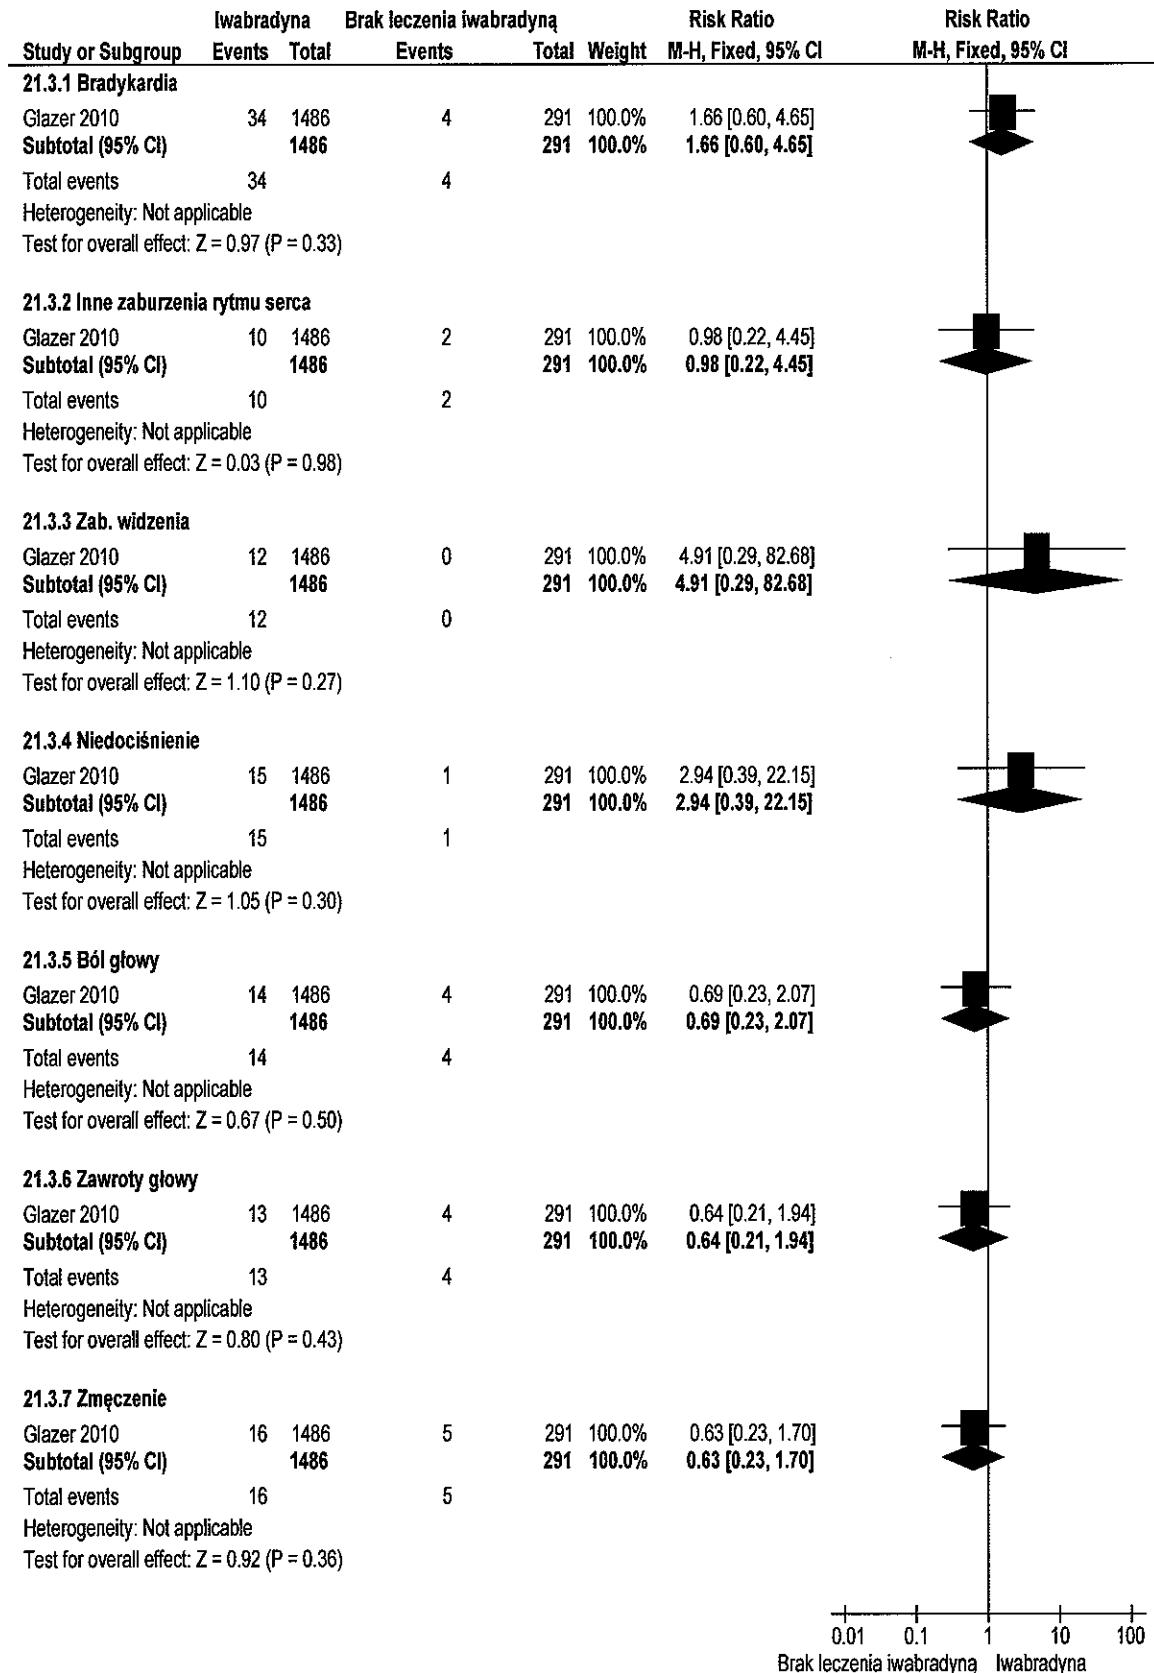 Iwabradyna Brak leczenia iwabradyną Risk Ratio Risk Ratio
Study or Subgroup Events Total Events Total Weight M-H, Fixed, 95% CI M-H, Fixed, 95% CI
21.3.1 Bradykardia
Glazer 2010 34 1486 4 291 100.0% 1.66 [0.60, 4.65]
Subtotal (95% CI) 1486 291 100.0% 1.66 [0.60, 4.65]
Total events 34 4
Heterogeneity: Not applicable
Test for overall effect: Z = 0.97 (P = 0.33)
21.3.2 Inne zaburzenia rytmu serca
Glazer 2010 10 1486 2 291 100.0% 0.98 [0.22, 4.45]
Subtotal (95% CI) 1486 291 100.0% 0.98 [0.22, 4.45]
Total events 10 2
Heterogeneity: Not applicable
Test for overall effect: Z = 0.03 (P = 0.98)
21.3.3 Zab. widzenia
Glazer 2010 12 1486 0 291 100.0% 4.91 [0.29, 82.68]
Subtotal (95% CI) 1486 291 100.0% 4.91 [0.29, 82.68]
Total events 12 0
Heterogeneity: Not applicable
Test for overall effect: Z = 1.10 (P = 0.27)
21.3.4 Niedociśnienie
Glazer 2010 15 1486 1 291 100.0% 2.94 [0.39, 22.15]
Subtotal (95% CI) 1486 291 100.0% 2.94 [0.39, 22.15]
Total events 15 1
Heterogeneity: Not applicable
Test for overall effect: Z = 1.05 (P = 0.30)
21.3.5 Ból głowy
Glazer 2010 14 1486 4 291 100.0% 0.69 [0.23, 2.07]
Subtotal (95% CI) 1486 291 100.0% 0.69 [0.23, 2.07]
Total events 14 4
Heterogeneity: Not applicable
Test for overall effect: Z = 0.67 (P = 0.50)
21.3.6 Zawroty głowy
Glazer 2010 13 1486 4 291 100.0% 0.64 [0.21, 1.94]
Subtotal (95% CI) 1486 291 100.0% 0.64 [0.21, 1.94]
Total events 13 4
Heterogeneity: Not applicable
Test for overall effect: Z = 0.80 (P = 0.43)
21.3.7 Zmęczenie
Glazer 2010 16 1486 5 291 100.0% 0.63 [0.23, 1.70]
Subtotal (95% CI) 1486 291 100.0% 0.63 [0.23, 1.70]
Total events 16 5
Heterogeneity: Not applicable
Test for overall effect: Z = 0.92 (P = 0.36)
0.01 0.1 1 10 100
Brak leczenia iwabradyną Iwabradyna